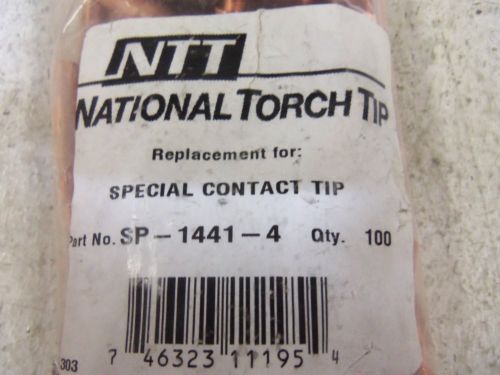 NTT
NATIONAL TORCH TIP
Replacement for:
SPECIAL CONTACT TIP
Part No. SP-1441-4 Qty. 100
303
7 46323 11195 4